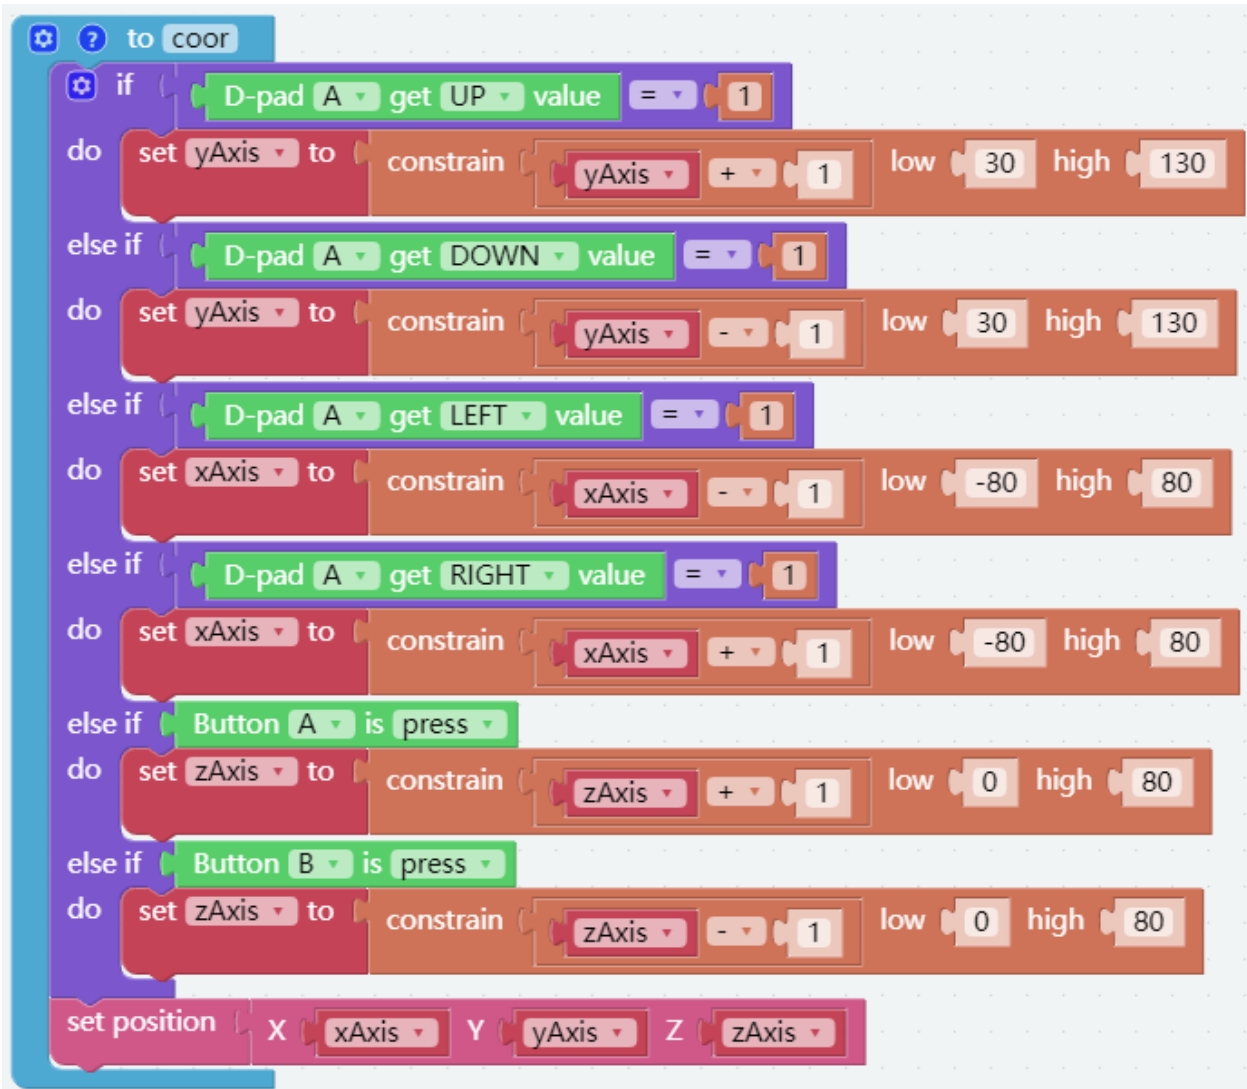 to coor
if D-pad A get UP value = 1
do set yAxis to constrain yAxis + 1 low 30 high 130
else if D-pad A get DOWN value = 1
do set yAxis to constrain yAxis - 1 low 30 high 130
else if D-pad A get LEFT value = 1
do set xAxis to constrain xAxis - 1 low -80 high 80
else if D-pad A get RIGHT value = 1
do set xAxis to constrain xAxis + 1 low -80 high 80
else if Button A is press
do set zAxis to constrain zAxis + 1 low 0 high 80
else if Button B is press
do set zAxis to constrain zAxis - 1 low 0 high 80
set position X xAxis Y yAxis Z zAxis